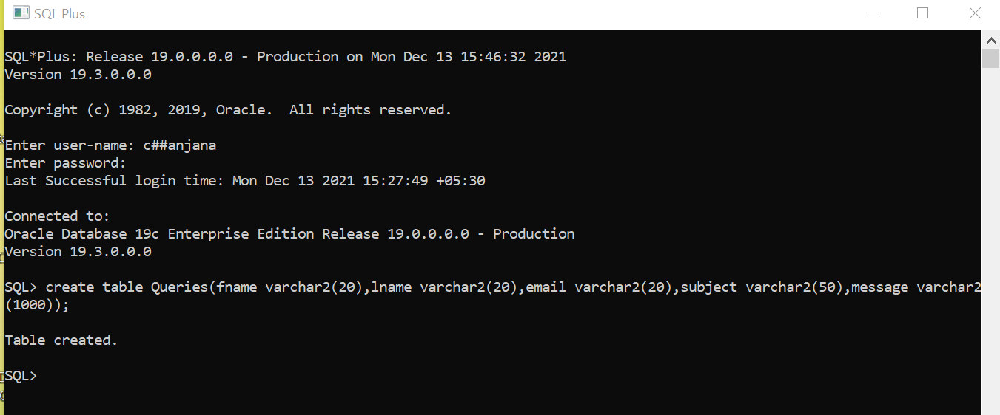 SQL Plus
SQL*Plus: Release 19.0.0.0.0 - Production on Mon Dec 13 15:46:32 2021
Version 19.3.0.0.0
Copyright (c) 1982, 2019, Oracle.  All rights reserved.
Enter user-name: c##anjana
Enter password:
Last Successful login time: Mon Dec 13 2021 15:27:49 +05:30
Connected to:
Oracle Database 19c Enterprise Edition Release 19.0.0.0.0 - Production
Version 19.3.0.0.0
SQL> create table Queries(fname varchar2(20),lname varchar2(20),email varchar2(20),subject varchar2(50),message varchar2
(1000));
Table created.
SQL>